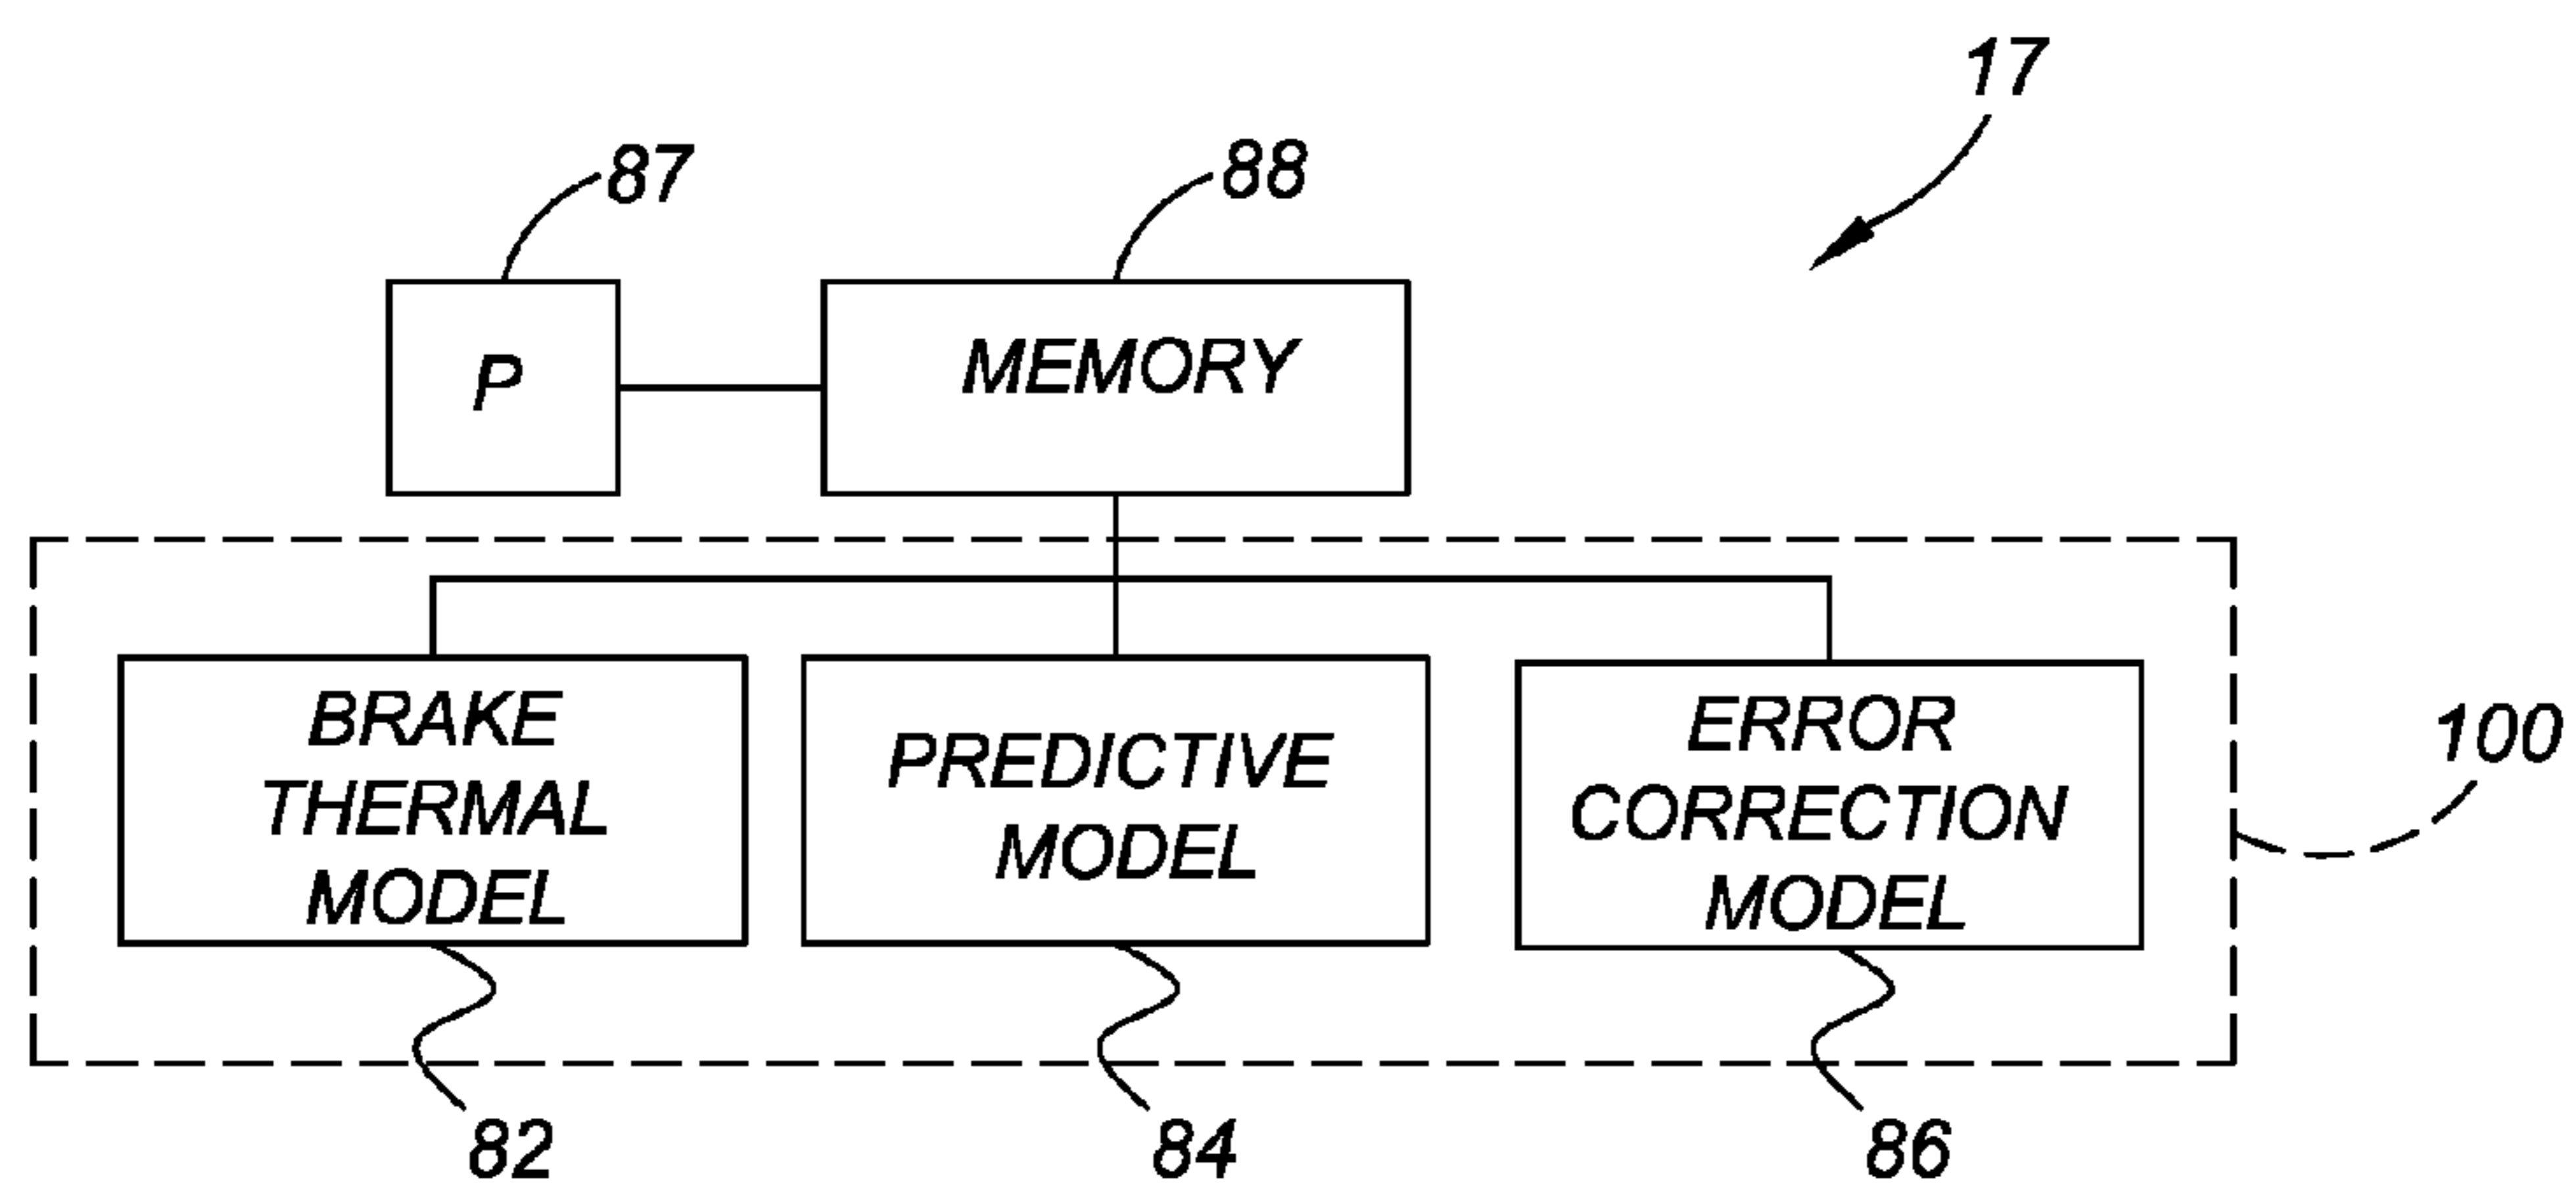 17
87
88
P
MEMORY
BRAKE
THERMAL
MODEL
PREDICTIVE
MODEL
ERROR
CORRECTION
MODEL
100
82
84
86